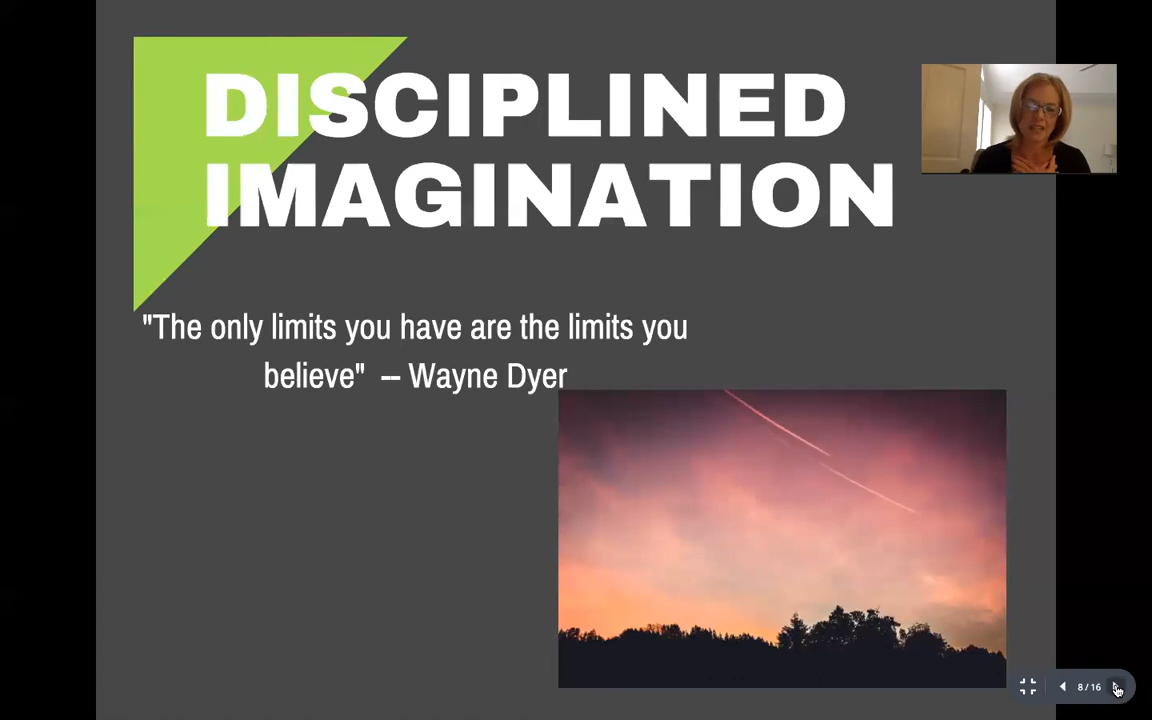 DISCIPLINED
IMAGINATION
"The only limits you have are the limits you
believe"  -- Wayne Dyer
8 / 16